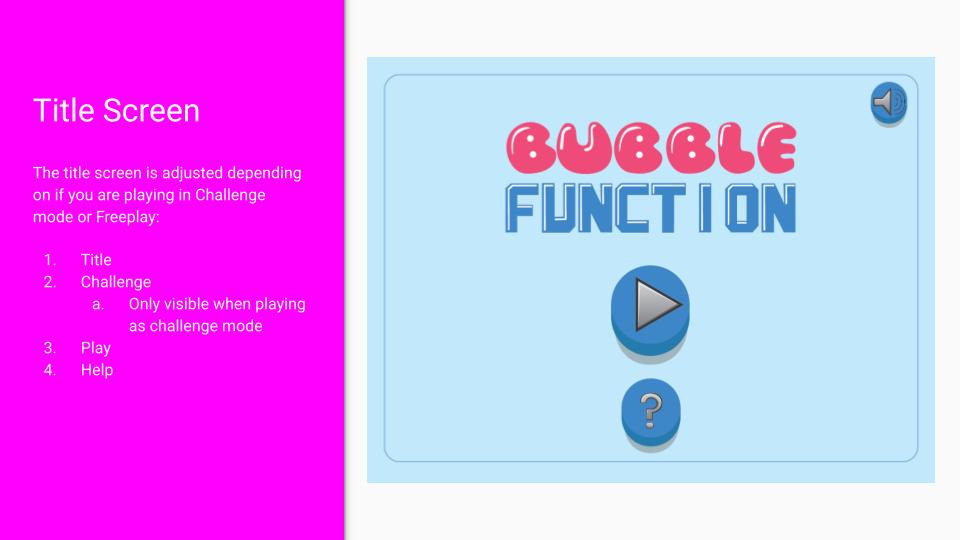 Title Screen
The title screen is adjusted depending
on if you are playing in Challenge
mode or Freeplay:
1. Title
2. Challenge
a. Only visible when playing
as challenge mode
3. Play
4. Help
BUBBLE
FUNCTION
?